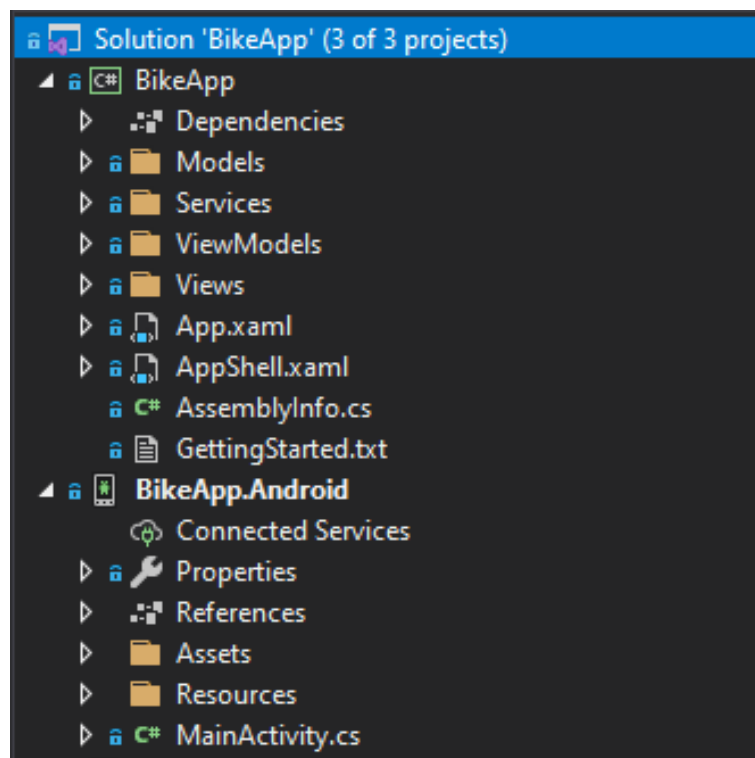 Solution 'BikeApp' (3 of 3 projects)
C# BikeApp
Dependencies
Models
Services
ViewModels
Views
App.xaml
AppShell.xaml
C# AssemblyInfo.cs
GettingStarted.txt
BikeApp.Android
Connected Services
Properties
References
Assets
Resources
C# MainActivity.cs